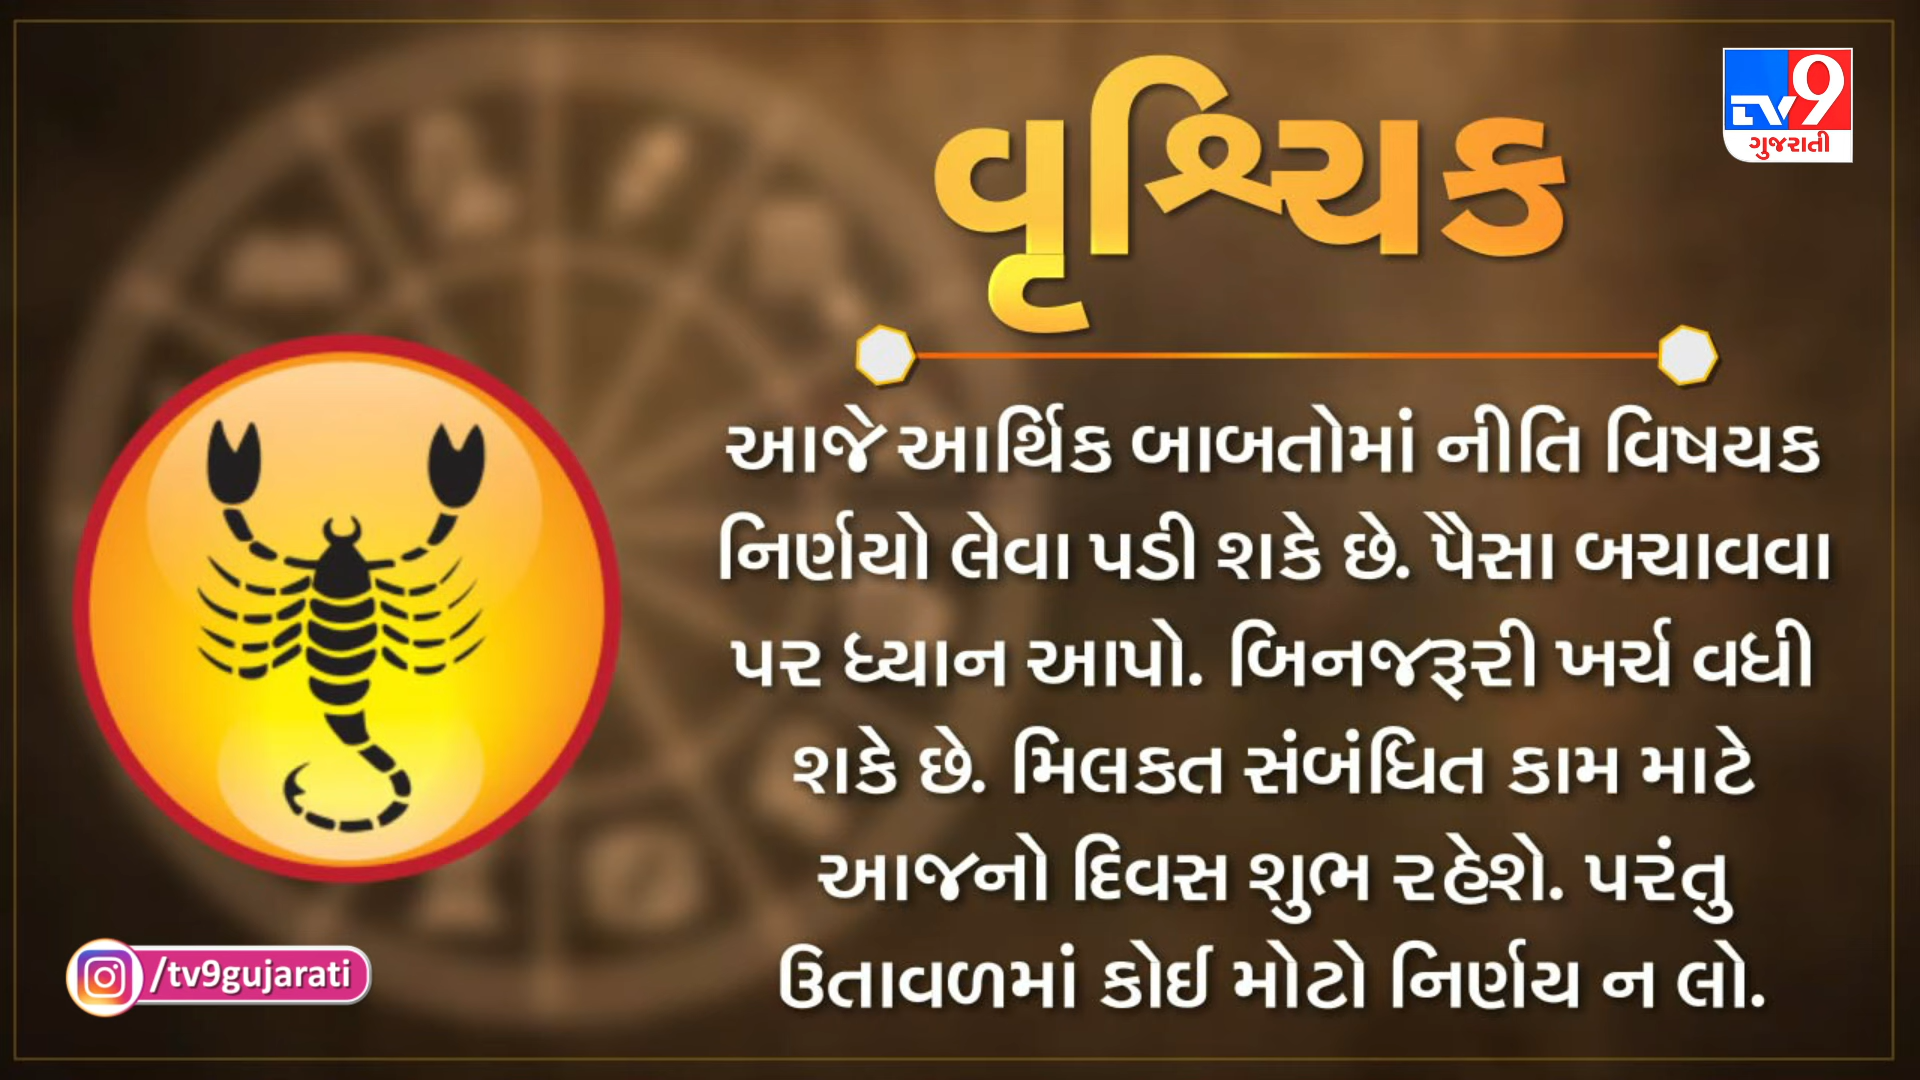 વૃશ્ચિક
TV9
ગુજરાતી
આજે આર્થિક બાબતોમાં નીતિ વિષયક
નિર્ણયો લેવા પડી શકે છે. પૈસા બચાવવા
પર ધ્યાન આપો. બિનજરૂરી ખર્ચ વધી
શકે છે. મિલકત સંબંધિત કામ માટે
આજનો દિવસ શુભ રહેશે. પરંતુ
ઉતાવળમાં કોઈ મોટો નિર્ણય ન લો.
/tv9gujarati